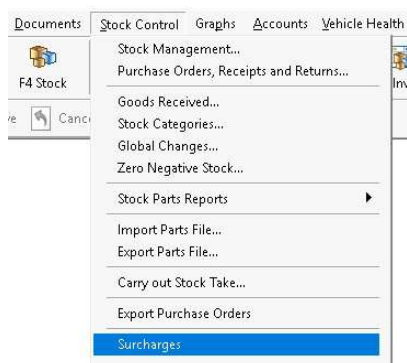 Documents Stock Control Graphs Accounts Vehicle Health
Stock Management...
Purchase Orders, Receipts and Returns...
F4 Stock
Goods Received...
Stock Categories...
Global Changes...
Zero Negative Stock...
Stock Parts Reports
Import Parts File...
Export Parts File...
Carry out Stock Take...
Export Purchase Orders
Surcharges